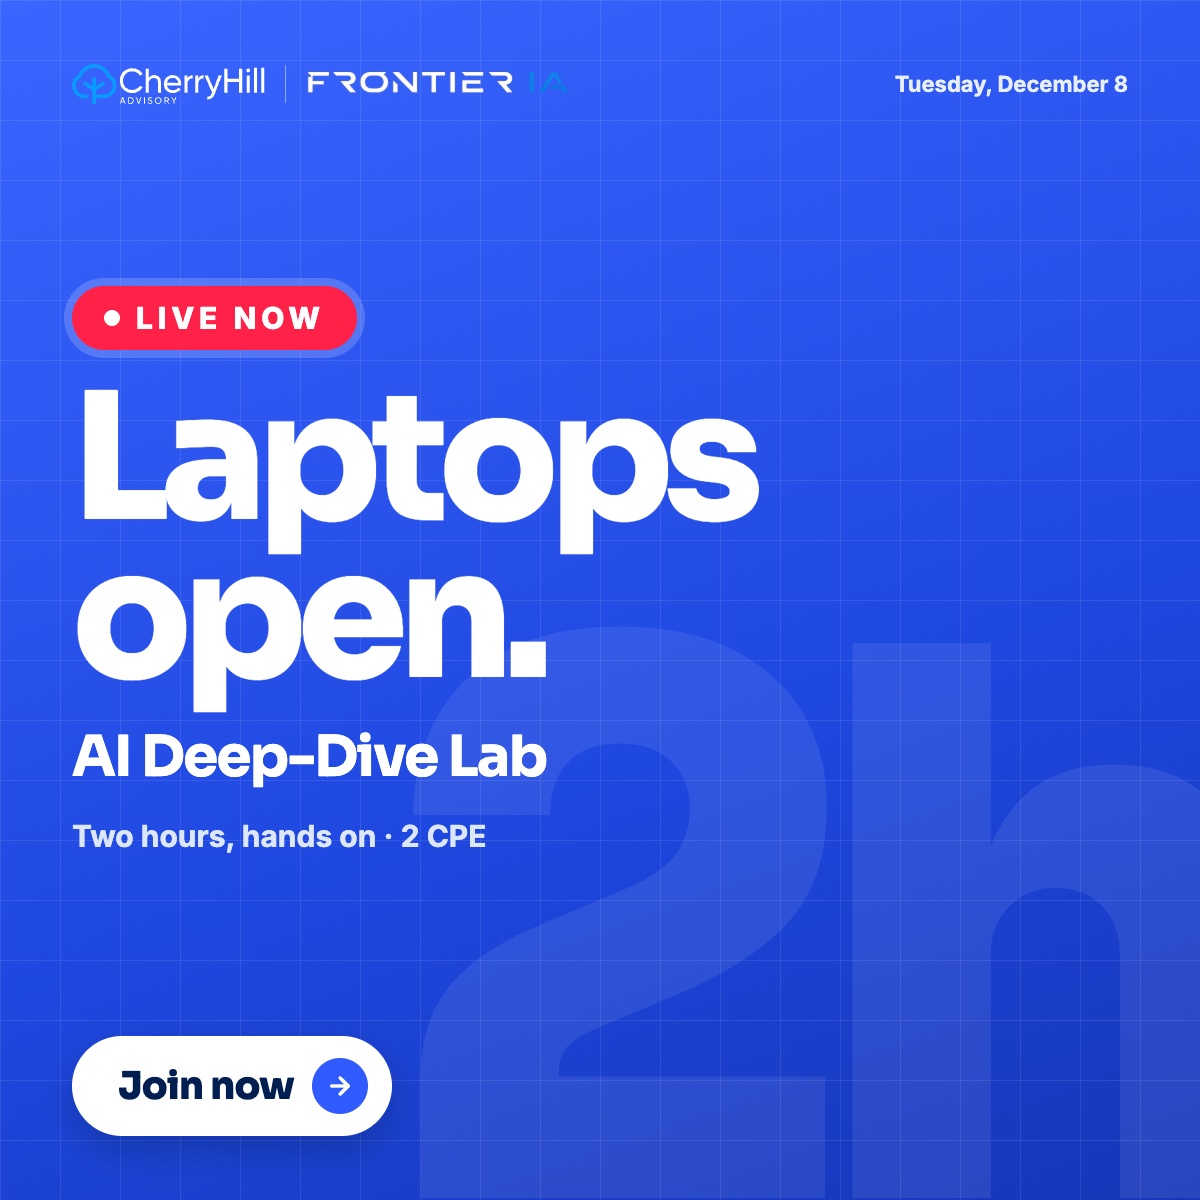 CherryHill
ADVISORY
FRONTIER IA
Tuesday, December 8
LIVE NOW
Laptops
open.
AI Deep-Dive Lab
Two hours, hands on · 2 CPE
2h
Join now